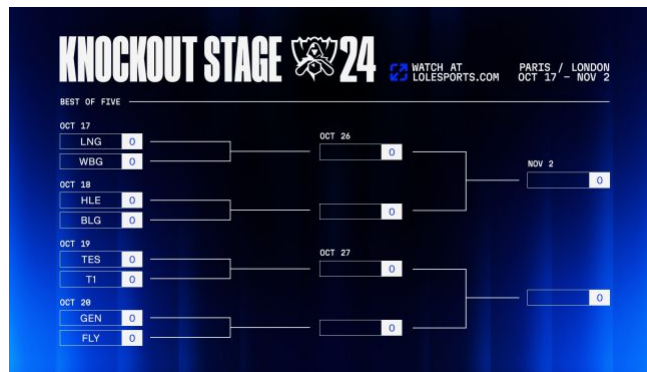 KNOCKOUT STAGE 24
WATCH AT
LOLESPORTS.COM
PARIS / LONDON
OCT 17 – NOV 2
BEST OF FIVE
OCT 17
LNG 0
WBG 0
OCT 18
HLE 0
BLG 0
OCT 19
TES 0
T1 0
OCT 20
GEN 0
FLY 0
OCT 26
0
0
OCT 27
0
0
NOV 2
0
0